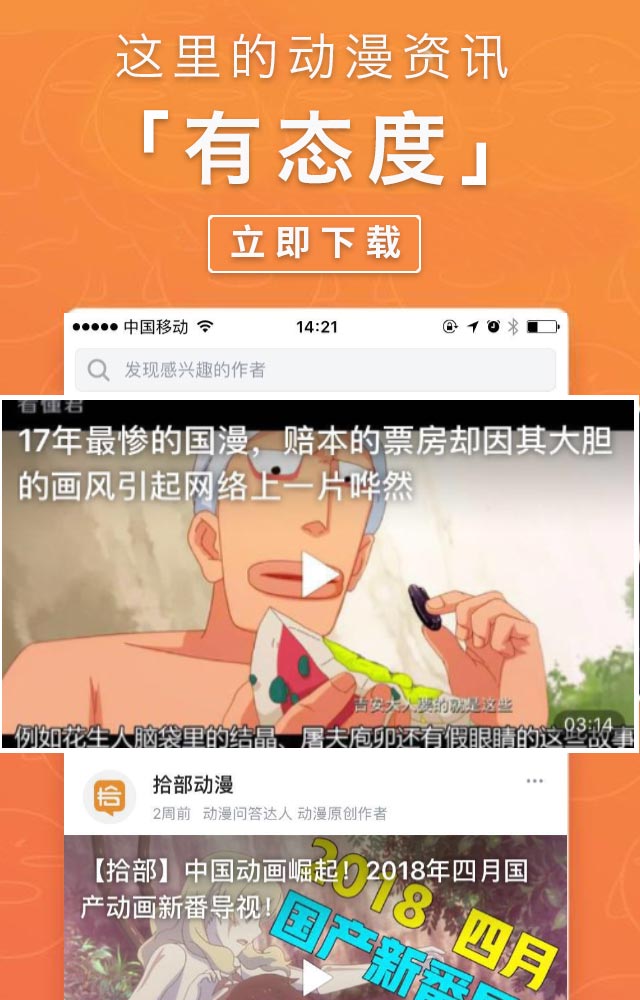 这里的动漫资讯
「有态度」
立即下载
中国移动
14:21
发现感兴趣的作者
看懂君
17年最惨的国漫，赔本的票房却因其大胆
的画风引起网络上一片哗然
吉安大人装的就是这些
03:14
例如花生人脑袋里的结晶、屠夫庖卯还有假眼睛的这些故事
拾部动漫
2周前 动漫问答达人 动漫原创作者
【拾部】中国动画崛起！2018年四月国
产动画新番导视！
2018 四月
国产新番